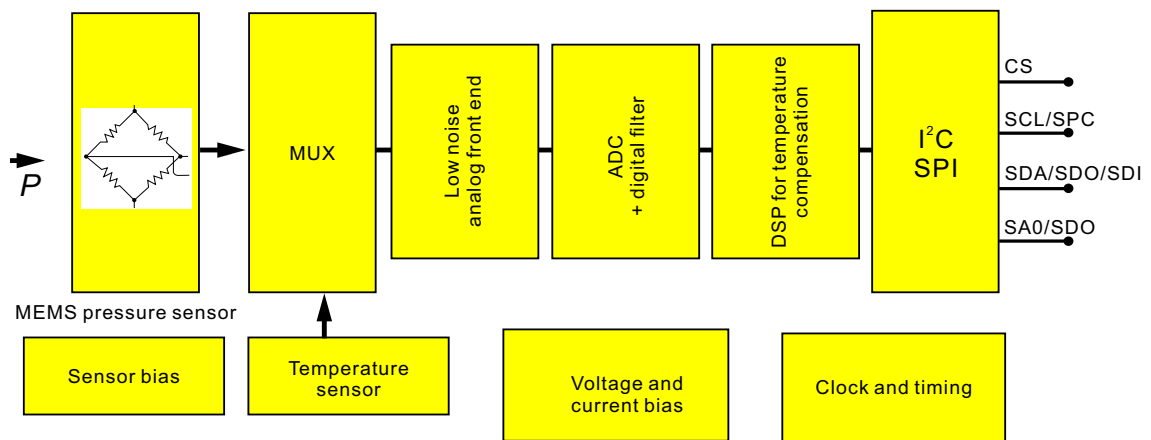 P
MEMS pressure sensor
MUX
Low noise
analog front end
ADC
+ digital filter
DSP for temperature
compensation
I²C
SPI
CS
SCL/SPC
SDA/SDO/SDI
SA0/SDO
Sensor bias
Temperature
sensor
Voltage and
current bias
Clock and timing